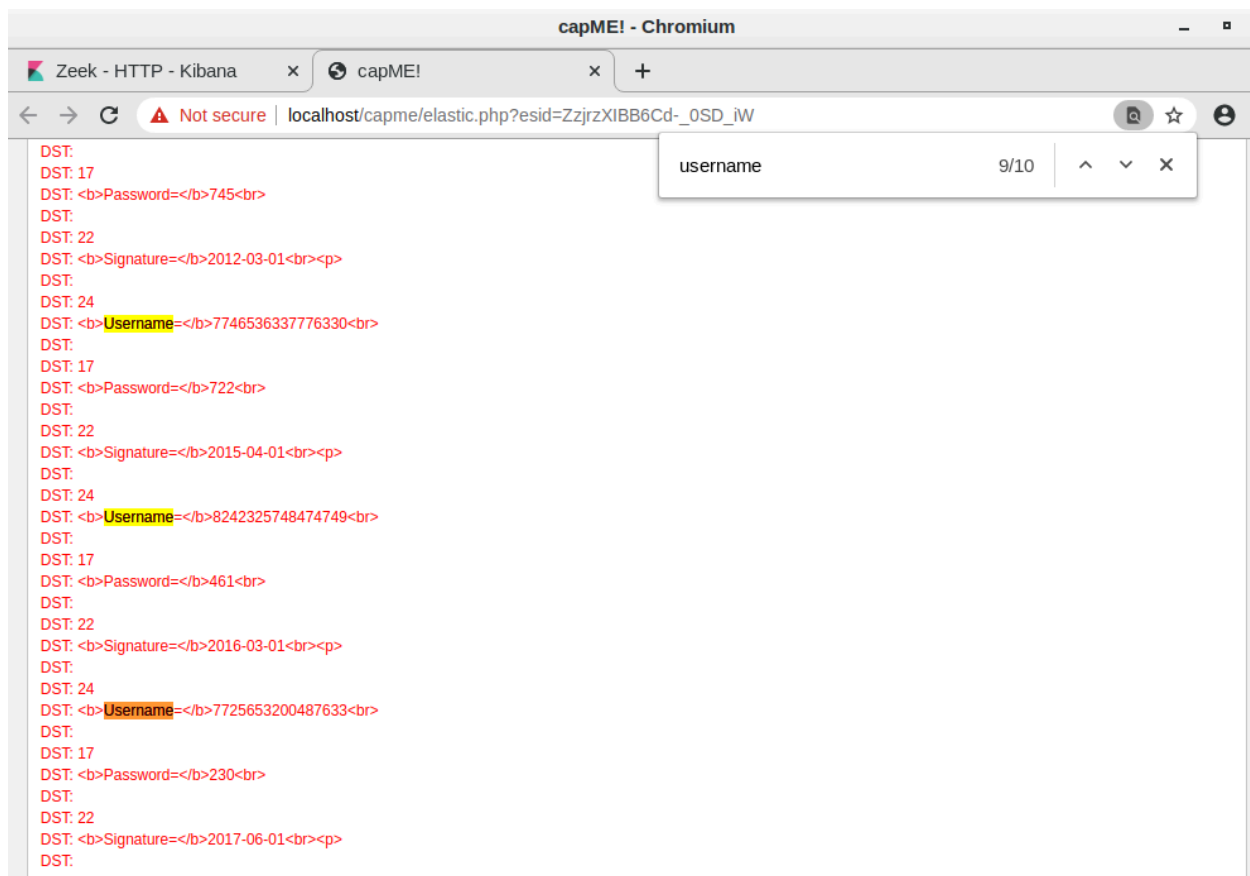 capME! - Chromium
Zeek - HTTP - Kibana
capME!
Not secure
localhost/capme/elastic.php?esid=ZzjrzXIBB6Cd-_0SD_iW
username
9/10
DST:
DST: 17
DST: <b>Password=</b>745<br>
DST:
DST: 22
DST: <b>Signature=</b>2012-03-01<br><p>
DST:
DST: 24
DST: <b>Username=</b>7746536337776330<br>
DST:
DST: 17
DST: <b>Password=</b>722<br>
DST:
DST: 22
DST: <b>Signature=</b>2015-04-01<br><p>
DST:
DST: 24
DST: <b>Username=</b>8242325748474749<br>
DST:
DST: 17
DST: <b>Password=</b>461<br>
DST:
DST: 22
DST: <b>Signature=</b>2016-03-01<br><p>
DST:
DST: 24
DST: <b>Username=</b>7725653200487633<br>
DST:
DST: 17
DST: <b>Password=</b>230<br>
DST:
DST: 22
DST: <b>Signature=</b>2017-06-01<br><p>
DST: